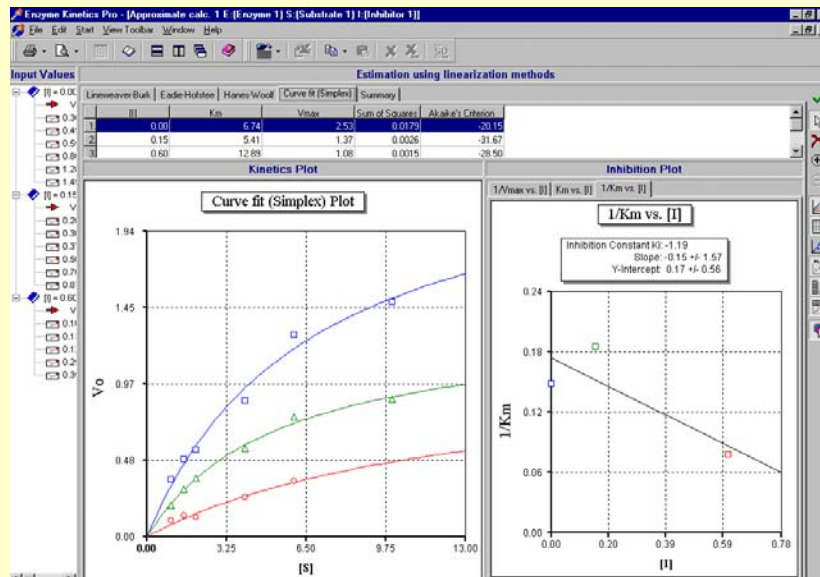 Enzyme Kinetics Pro - [Approximate calc. 1 E:[Enzyme 1] S:[Substrate 1] I:[Inhibitor 1]]
File Edit Start View Toolbar Window Help
Input Values
Estimation using linearization methods
[I] = 0.00
V
[I] = 0.15
V
[I] = 0.60
V
Lineweaver-Burk Eadie-Hofstee Hanes-Woolf Curve fit (Simplex) Summary
[I] Km Vmax Sum of Squares Akaike's Criterion
1 0.00 6.74 2.53 0.0179 -20.15
2 0.15 5.41 1.37 0.0026 -31.67
3 0.60 12.89 1.08 0.0015 -28.50
Kinetics Plot
Curve fit (Simplex) Plot
1.94
1.45
0.97
0.48
0.00
Vo
0.00 3.25 6.50 9.75 13.00
[S]
Inhibition Plot
1/Vmax vs. [I] Km vs. [I] 1/Km vs. [I]
1/Km vs. [I]
Inhibition Constant Ki: -1.19
Slope: -0.15 +/- 1.57
Y-Intercept: 0.17 +/- 0.56
0.24
0.18
0.12
0.06
0.00
1/Km
0.00 0.20 0.39 0.59 0.78
[I]